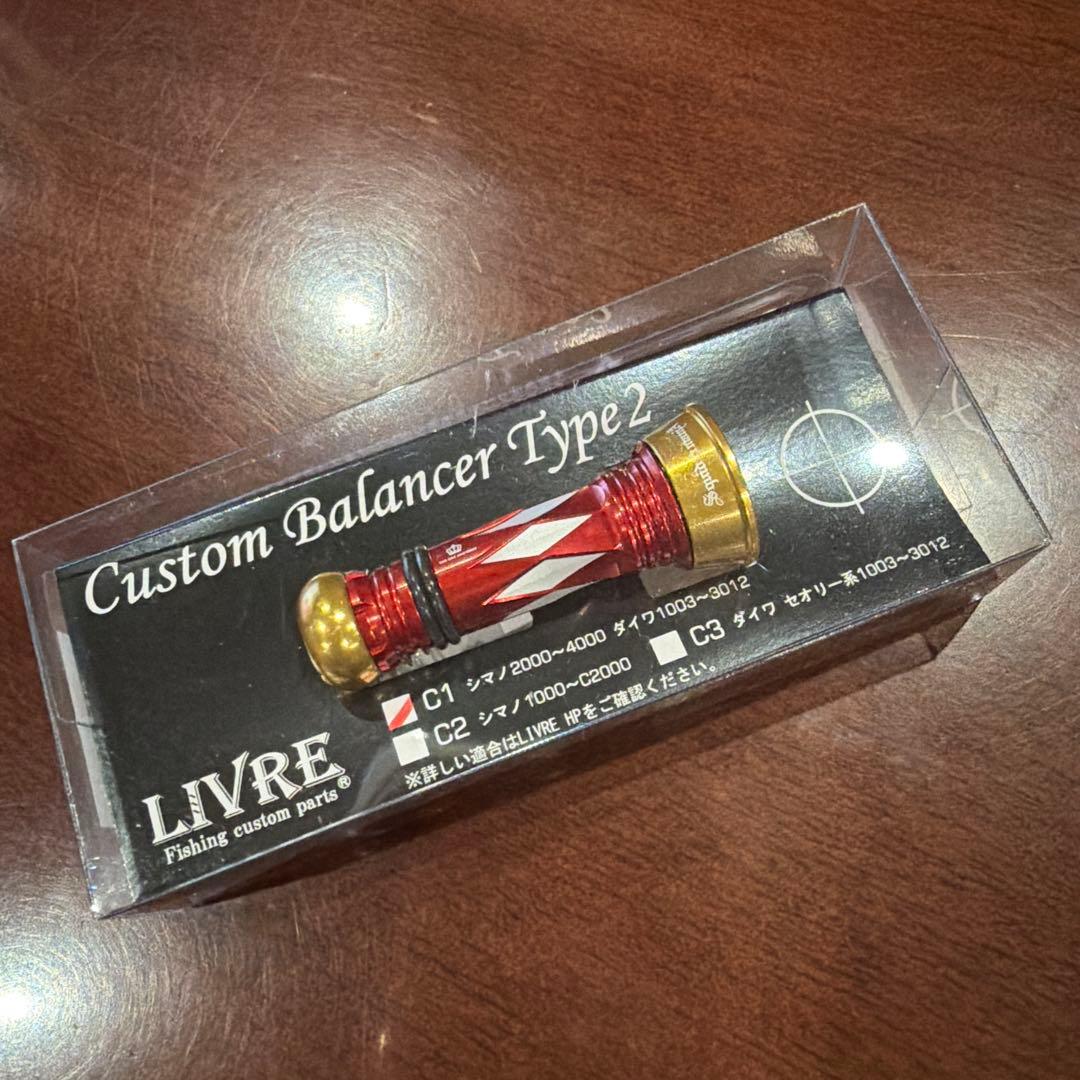 Custom Balancer Type2
C1 シマノ2000〜4000 ダイワ1003〜3012
C2 シマノ1000〜C2000
C3 ダイワ セオリー系1003〜3012
※詳しい適合はLIVRE HPをご確認ください。
LIVRE
Fishing custom parts®